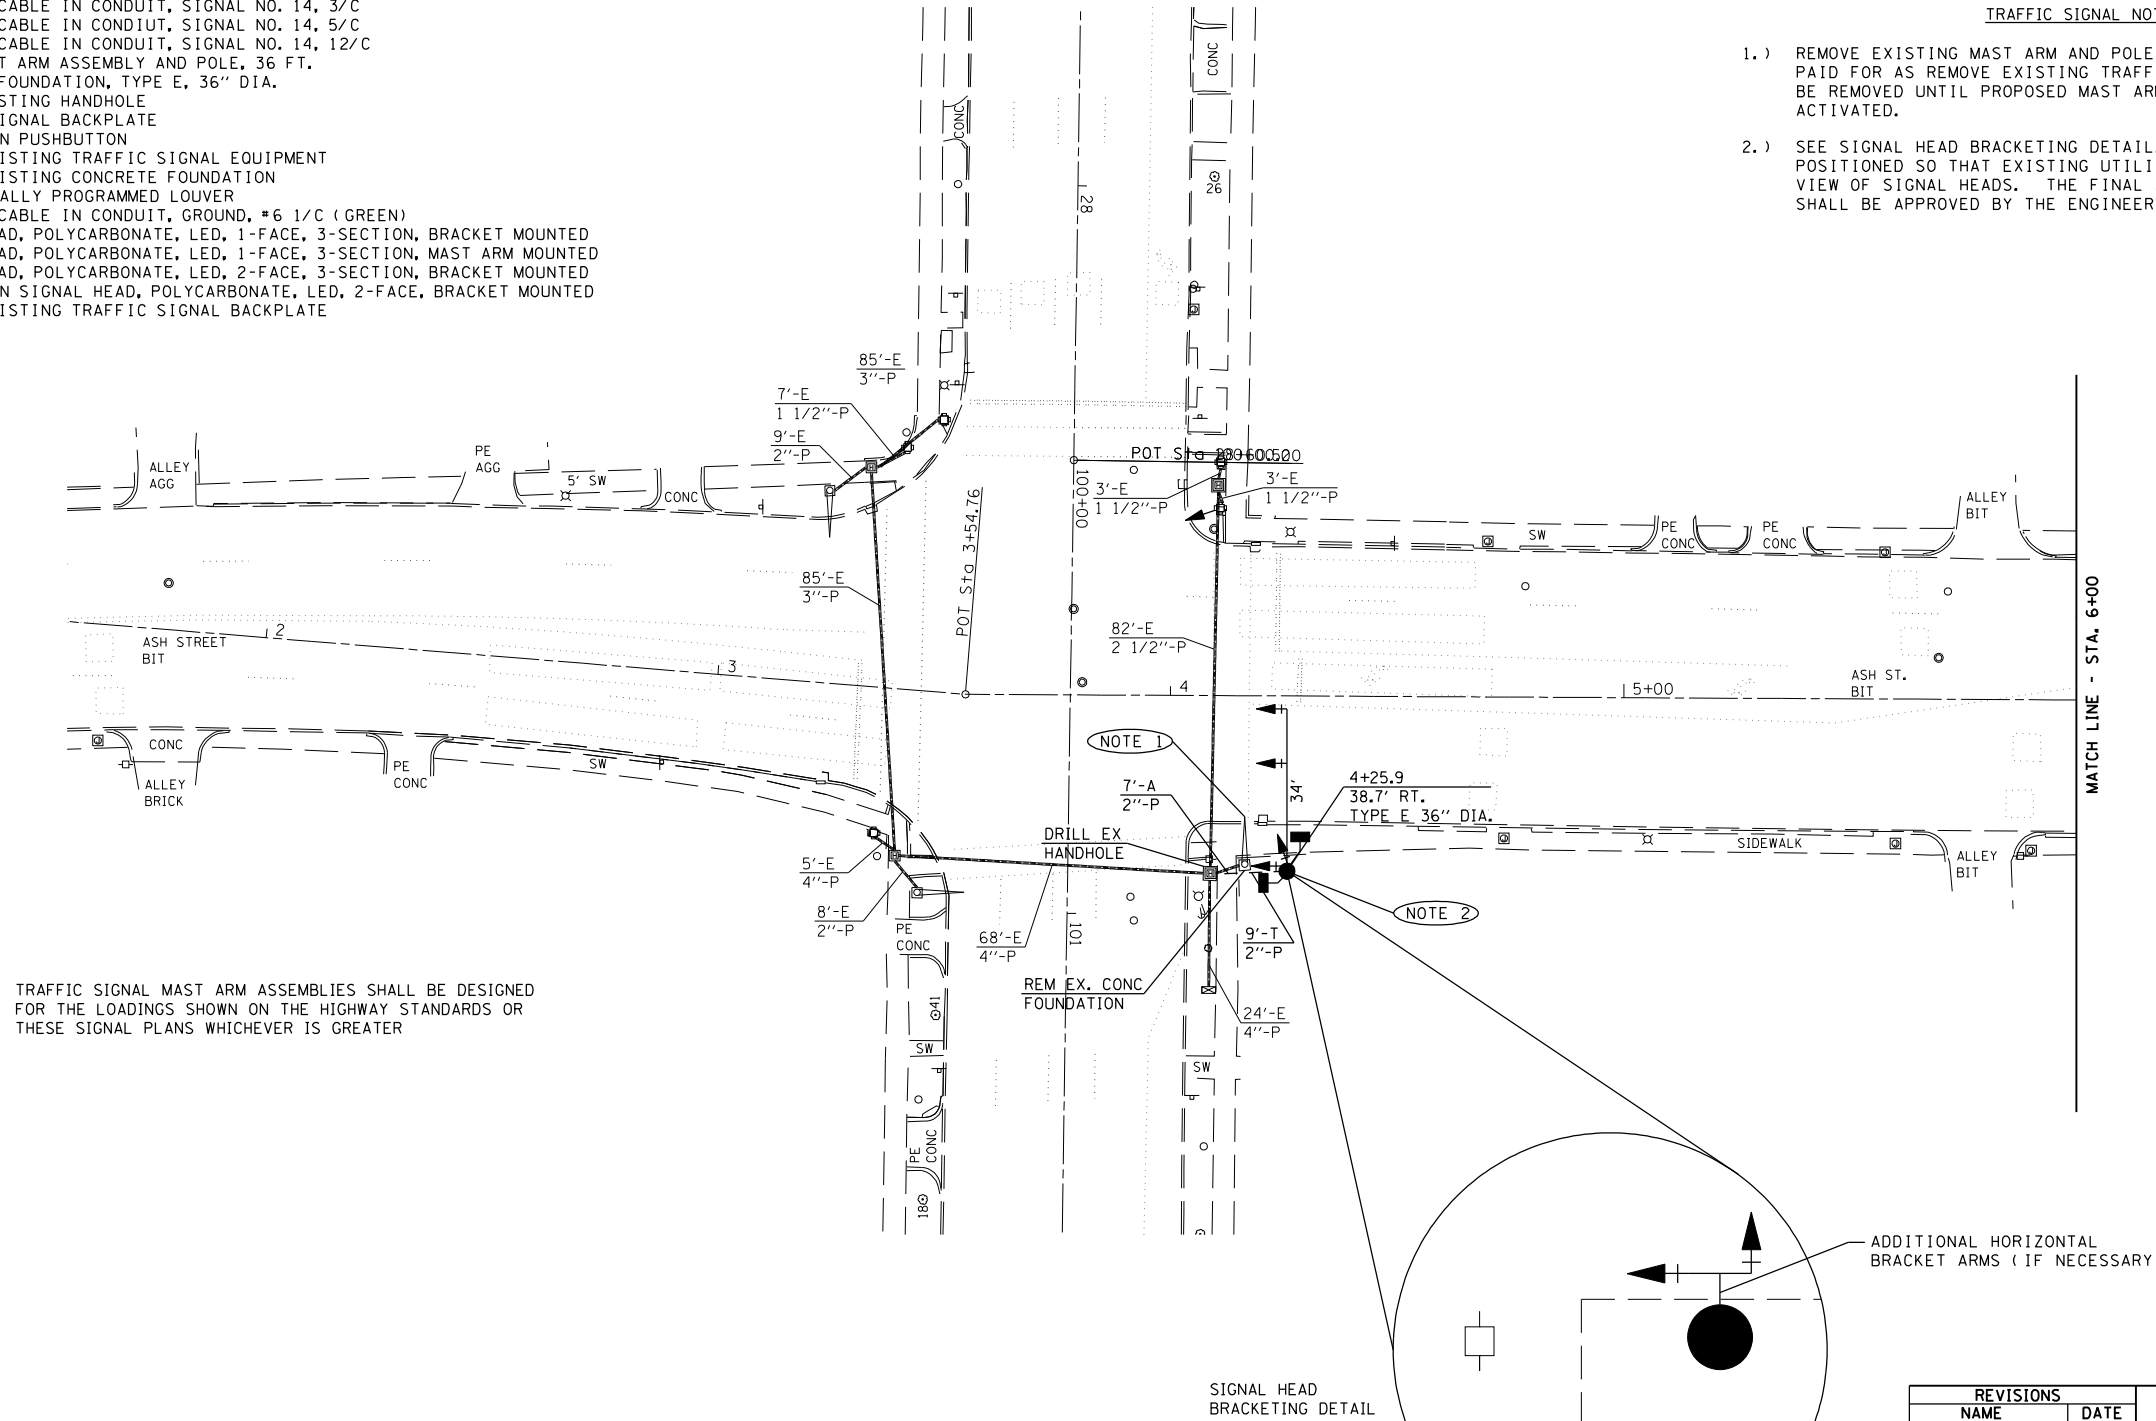 CABLE IN CONDUIT, SIGNAL NO. 14, 3/C
CABLE IN CONDIUT, SIGNAL NO. 14, 5/C
CABLE IN CONDUIT, SIGNAL NO. 14, 12/C
T ARM ASSEMBLY AND POLE, 36 FT.
FOUNDATION, TYPE E, 36" DIA.
STING HANDHOLE
IGNAL BACKPLATE
N PUSHBUTTON
ISTING TRAFFIC SIGNAL EQUIPMENT
ISTING CONCRETE FOUNDATION
ALLY PROGRAMMED LOUVER
CABLE IN CONDUIT, GROUND, #6 1/C (GREEN)
AD, POLYCARBONATE, LED, 1-FACE, 3-SECTION, BRACKET MOUNTED
AD, POLYCARBONATE, LED, 1-FACE, 3-SECTION, MAST ARM MOUNTED
AD, POLYCARBONATE, LED, 2-FACE, 3-SECTION, BRACKET MOUNTED
N SIGNAL HEAD, POLYCARBONATE, LED, 2-FACE, BRACKET MOUNTED
ISTING TRAFFIC SIGNAL BACKPLATE
TRAFFIC SIGNAL NOT
1.) REMOVE EXISTING MAST ARM AND POLE
PAID FOR AS REMOVE EXISTING TRAFF
BE REMOVED UNTIL PROPOSED MAST AR
ACTIVATED.
2.) SEE SIGNAL HEAD BRACKETING DETAIL
POSITIONED SO THAT EXISTING UTILI
VIEW OF SIGNAL HEADS. THE FINAL
SHALL BE APPROVED BY THE ENGINEER
CONC
CONC
26
28
85'-E
3"-P
7'-E
1 1/2"-P
9'-E
2"-P
POT Sta
3'-E
1 1/2"-P
3'-E
1 1/2"-P
100+00
POT Sta 3+54.76
ALLEY
AGG
PE
AGG
5' SW
CONC
SW
PE
CONC
PE
CONC
ALLEY
BIT
85'-E
3"-P
82'-E
2 1/2"-P
ASH STREET
BIT
2
3
4
5+00
ASH ST.
BIT
MATCH LINE - STA. 6+00
CONC
ALLEY
BRICK
PE
CONC
SW
NOTE 1
7'-A
2"-P
34'
4+25.9
38.7' RT.
TYPE E 36" DIA.
DRILL EX
HANDHOLE
SIDEWALK
ALLEY
BIT
5'-E
4"-P
8'-E
2"-P
PE
CONC
68'-E
4"-P
101
9'-T
2"-P
NOTE 2
REM EX. CONC
FOUNDATION
24'-E
4"-P
TRAFFIC SIGNAL MAST ARM ASSEMBLIES SHALL BE DESIGNED
FOR THE LOADINGS SHOWN ON THE HIGHWAY STANDARDS OR
THESE SIGNAL PLANS WHICHEVER IS GREATER
41
SW
SW
PE
CONC
18
ADDITIONAL HORIZONTAL
BRACKET ARMS (IF NECESSARY
SIGNAL HEAD
BRACKETING DETAIL
REVISIONS
NAME DATE